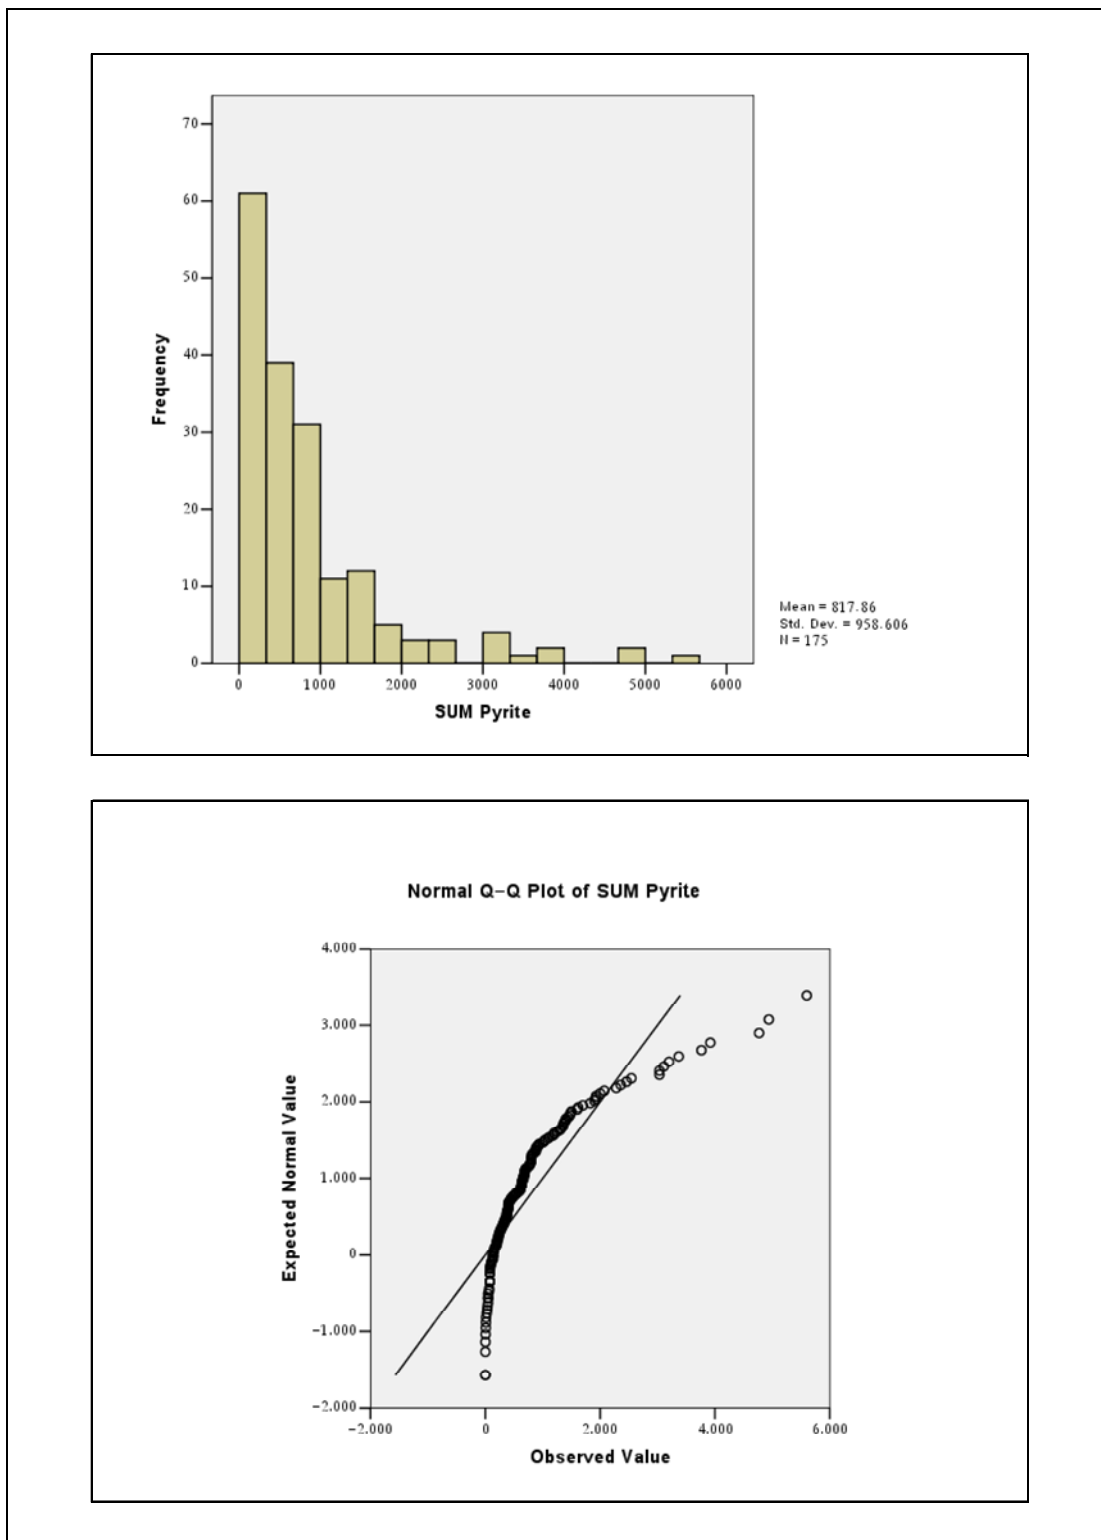 70
60
50
40
30
20
10
0
Frequency
0 1000 2000 3000 4000 5000 6000
SUM Pyrite
Mean = 817.86
Std. Dev. = 958.606
N = 175
Normal Q-Q Plot of SUM Pyrite
4.000
3.000
2.000
1.000
0
-1.000
-2.000
Expected Normal Value
-2.000 0 2.000 4.000 6.000
Observed Value